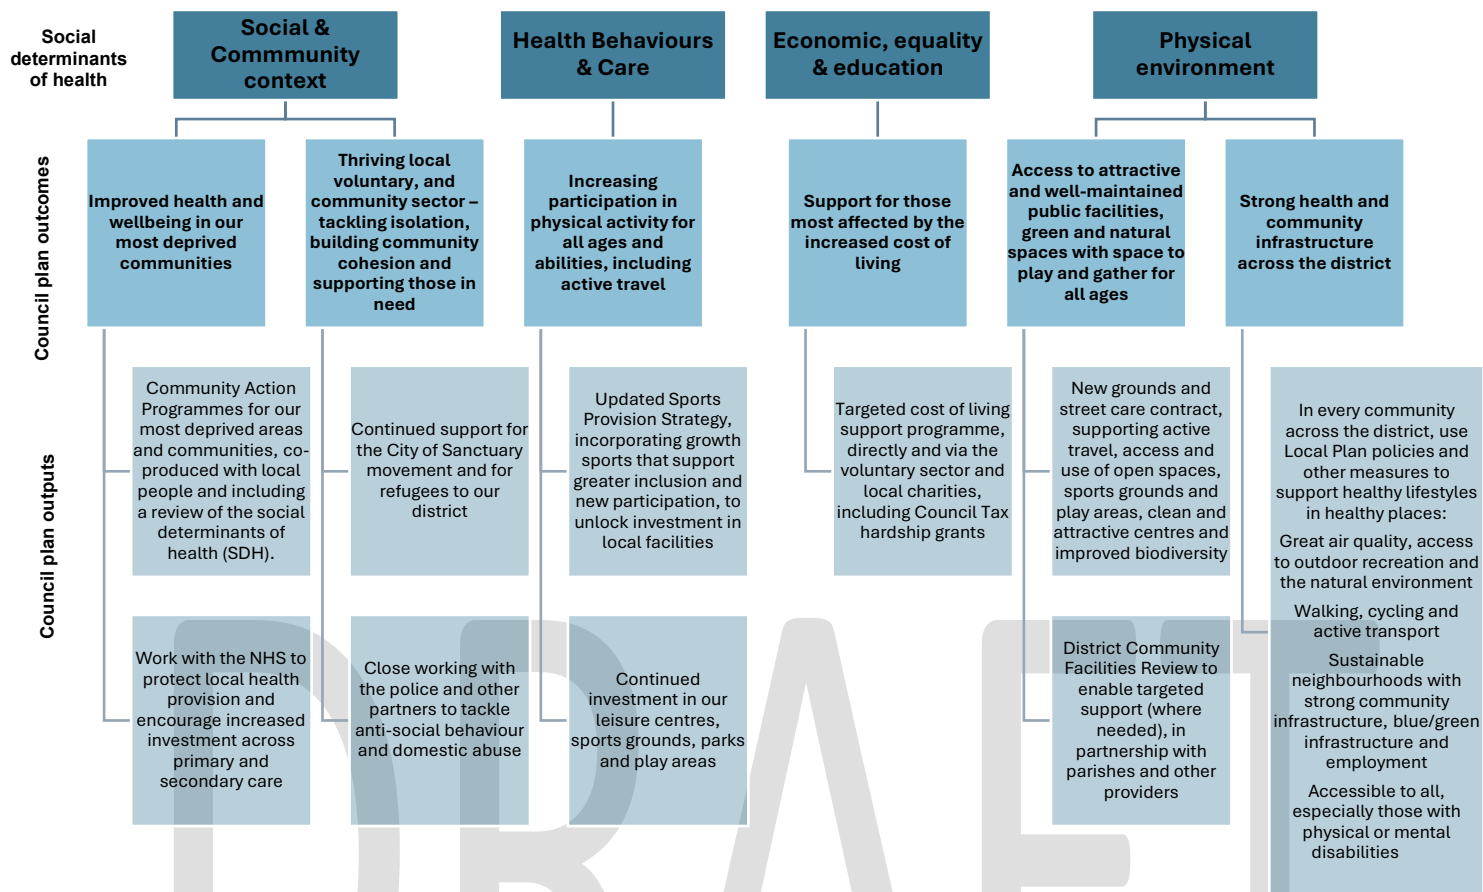 Social
determinants
of health
Social &
Commmunity
context
Health Behaviours
& Care
Economic, equality
& education
Physical
environment
Council plan outcomes
Improved health and
wellbeing in our
most deprived
communities
Thriving local
voluntary, and
community sector –
tackling isolation,
building community
cohesion and
supporting those in
need
Increasing
participation in
physical activity for
all ages and
abilities, including
active travel
Support for those
most affected by the
increased cost of
living
Access to attractive
and well-maintained
public facilities,
green and natural
spaces with space to
play and gather for
all ages
Strong health and
community
infrastructure
across the district
Council plan outputs
Community Action
Programmes for our
most deprived areas
and communities, co-
produced with local
people and including
a review of the social
determinants of
health (SDH).
Continued support for
the City of Sanctuary
movement and for
refugees to our
district
Updated Sports
Provision Strategy,
incorporating growth
sports that support
greater inclusion and
new participation, to
unlock investment in
local facilities
Targeted cost of living
support programme,
directly and via the
voluntary sector and
local charities,
including Council Tax
hardship grants
New grounds and
street care contract,
supporting active
travel, access and
use of open spaces,
sports grounds and
play areas, clean and
attractive centres and
improved biodiversity
In every community
across the district, use
Local Plan policies and
other measures to
support healthy lifestyles
in healthy places:
Great air quality, access
to outdoor recreation and
the natural environment
Walking, cycling and
active transport
Sustainable
neighbourhoods with
strong community
infrastructure, blue/green
infrastructure and
employment
Accessible to all,
especially those with
physical or mental
disabilities
Work with the NHS to
protect local health
provision and
encourage increased
investment across
primary and
secondary care
Close working with
the police and other
partners to tackle
anti-social behaviour
and domestic abuse
Continued
investment in our
leisure centres,
sports grounds, parks
and play areas
District Community
Facilities Review to
enable targeted
support (where
needed), in
partnership with
parishes and other
providers
DRAFT